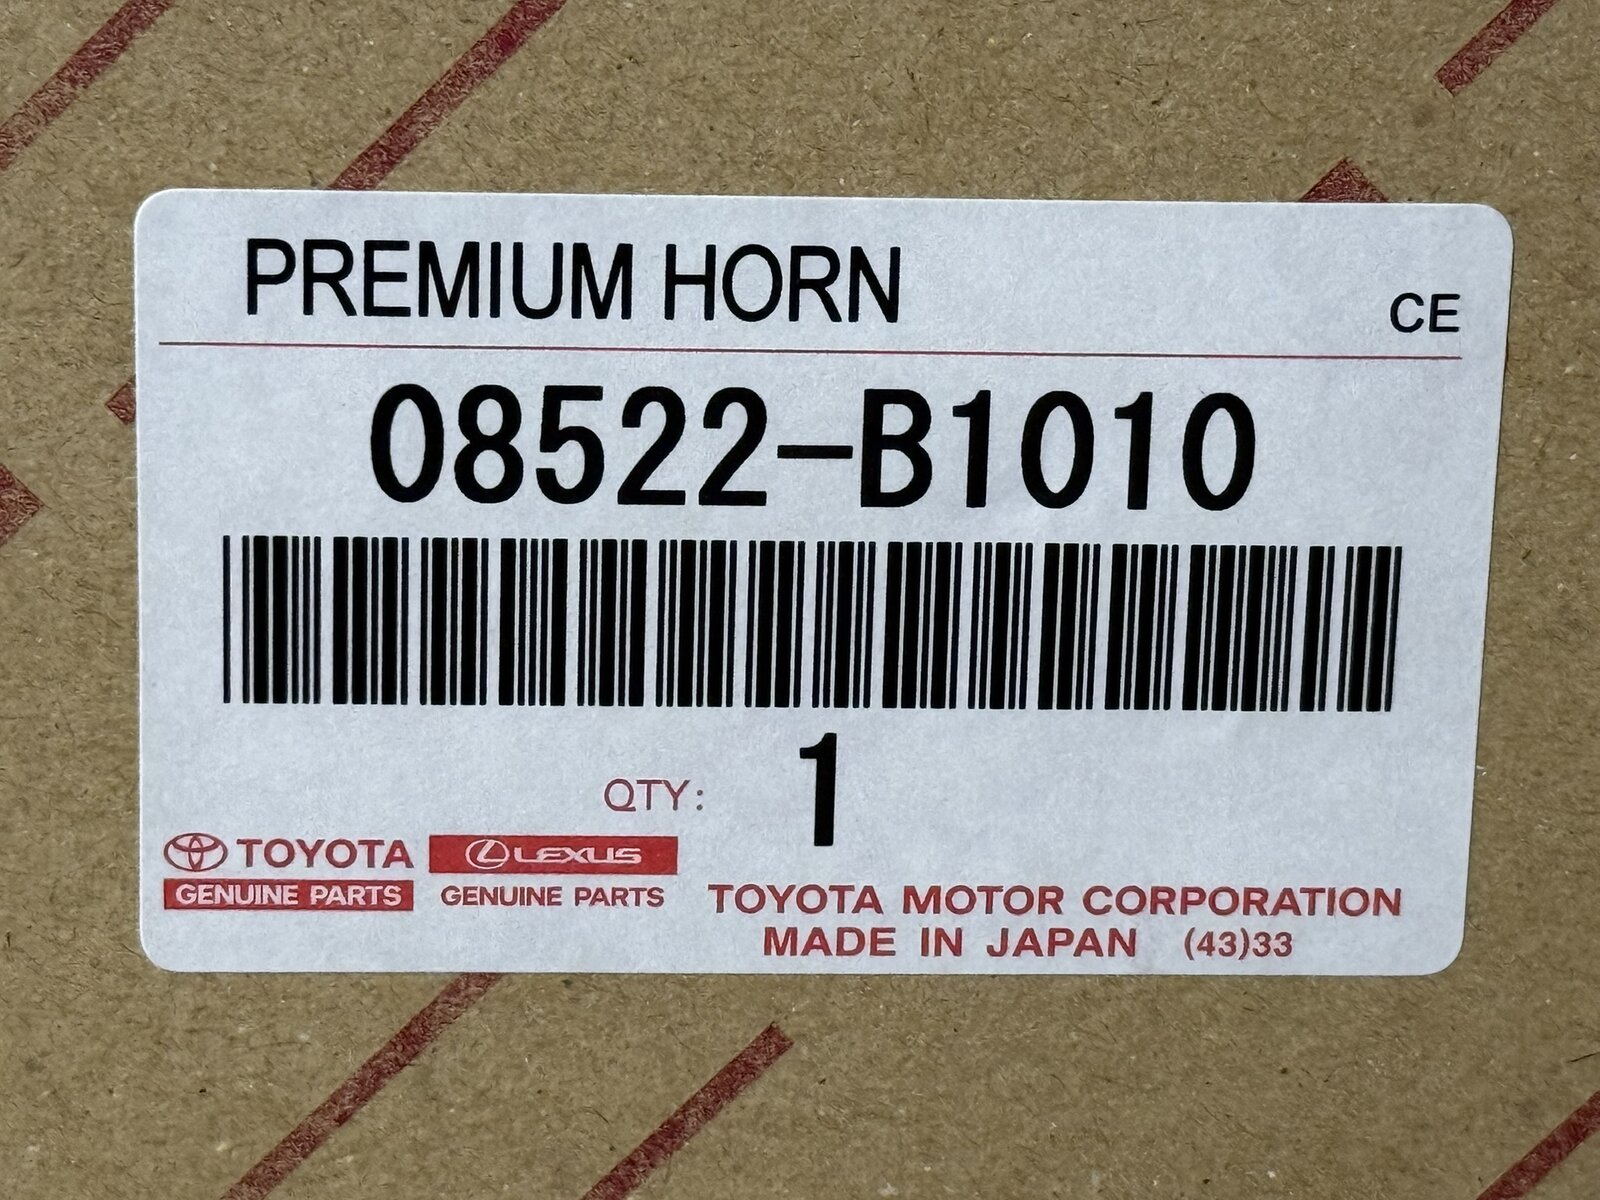 PREMIUM HORN
CE
08522-B1010
QTY: 1
TOYOTA
GENUINE PARTS
LEXUS
GENUINE PARTS
TOYOTA MOTOR CORPORATION
MADE IN JAPAN (43)33